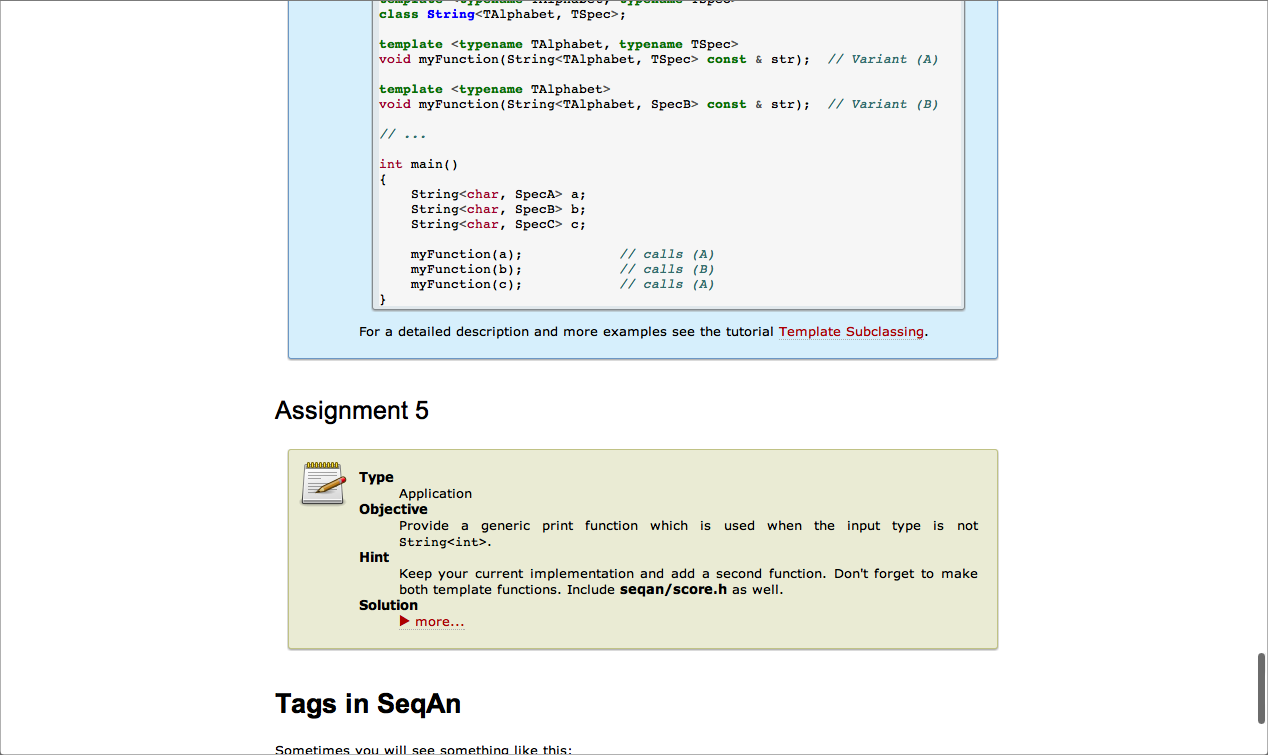 template <typename TAlphabet, typename TSpec>
class String<TAlphabet, TSpec>;
template <typename TAlphabet, typename TSpec>
void myFunction(String<TAlphabet, TSpec> const & str);  // Variant (A)
template <typename TAlphabet>
void myFunction(String<TAlphabet, SpecB> const & str);  // Variant (B)
// ...
int main()
{
    String<char, SpecA> a;
    String<char, SpecB> b;
    String<char, SpecC> c;
    myFunction(a);            // calls (A)
    myFunction(b);            // calls (B)
    myFunction(c);            // calls (A)
}
For a detailed description and more examples see the tutorial Template Subclassing.
Assignment 5
Type
Application
Objective
Provide a generic print function which is used when the input type is not
String<int>.
Hint
Keep your current implementation and add a second function. Don't forget to make
both template functions. Include seqan/score.h as well.
Solution
more...
Tags in SeqAn
Sometimes you will see something like this: